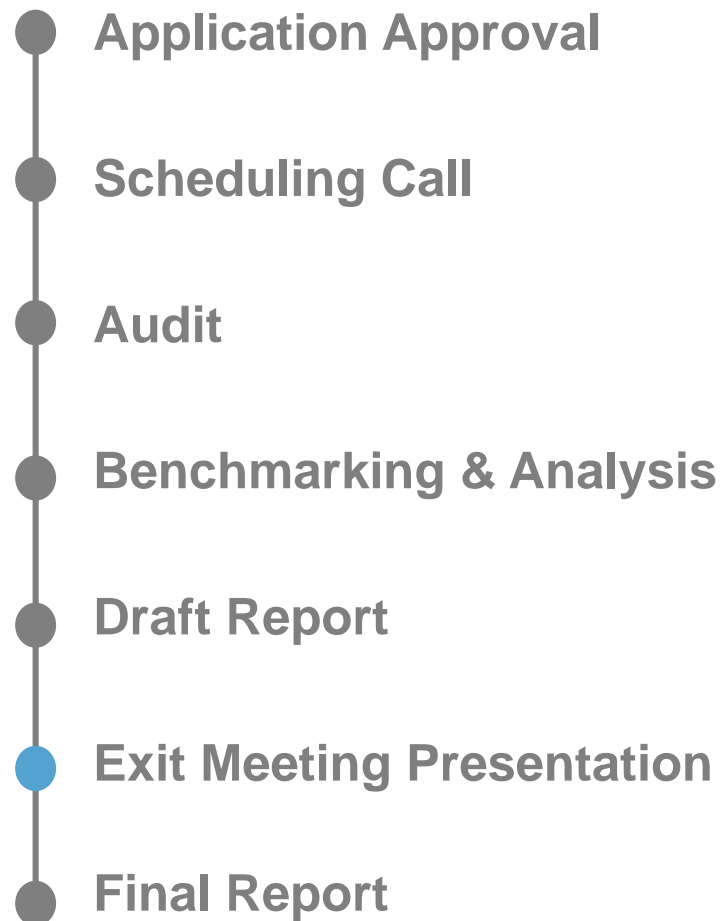 Application Approval
Scheduling Call
Audit
Benchmarking & Analysis
Draft Report
Exit Meeting Presentation
Final Report